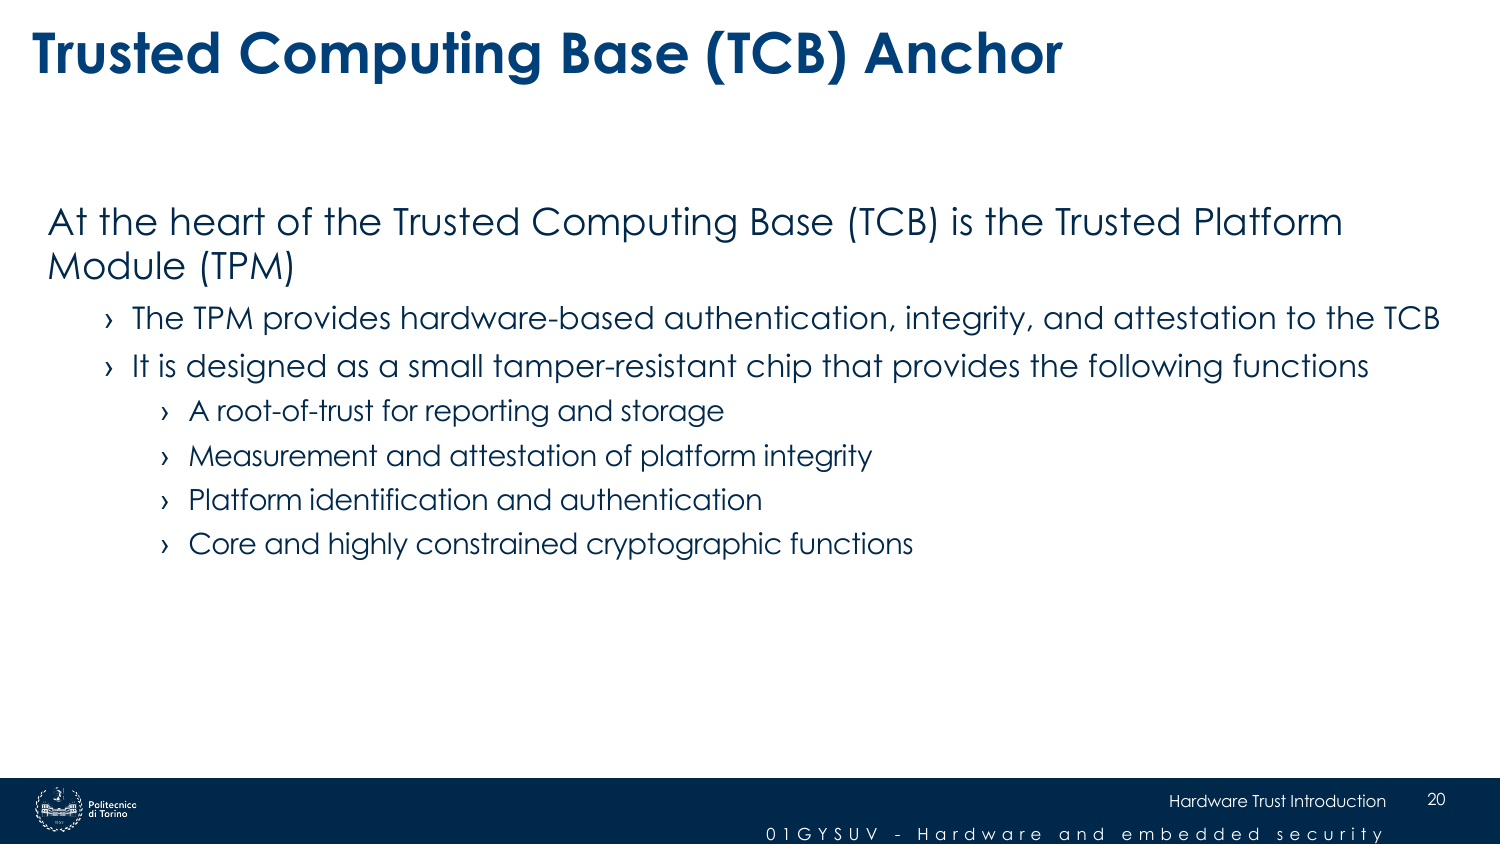 Trusted Computing Base (TCB) Anchor
At the heart of the Trusted Computing Base (TCB) is the Trusted Platform
Module (TPM)
› The TPM provides hardware-based authentication, integrity, and attestation to the TCB
› It is designed as a small tamper-resistant chip that provides the following functions
› A root-of-trust for reporting and storage
› Measurement and attestation of platform integrity
› Platform identification and authentication
› Core and highly constrained cryptographic functions
Politecnico
di Torino
Hardware Trust Introduction
20
01GYSUV - Hardware and embedded security